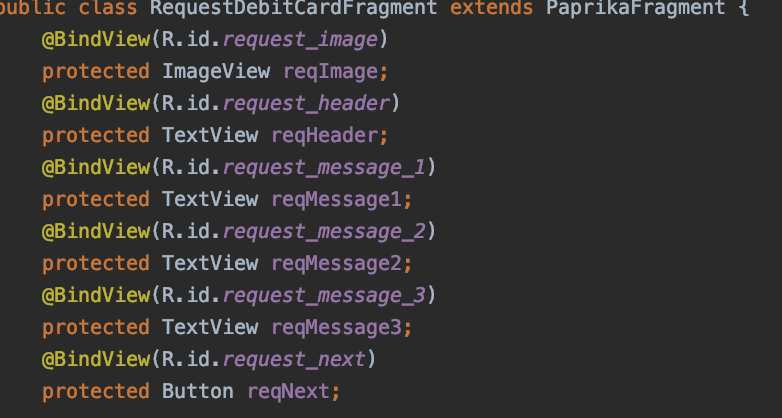 public class RequestDebitCardFragment extends PaprikaFragment {
@BindView(R.id.request_image)
protected ImageView reqImage;
@BindView(R.id.request_header)
protected TextView reqHeader;
@BindView(R.id.request_message_1)
protected TextView reqMessage1;
@BindView(R.id.request_message_2)
protected TextView reqMessage2;
@BindView(R.id.request_message_3)
protected TextView reqMessage3;
@BindView(R.id.request_next)
protected Button reqNext;